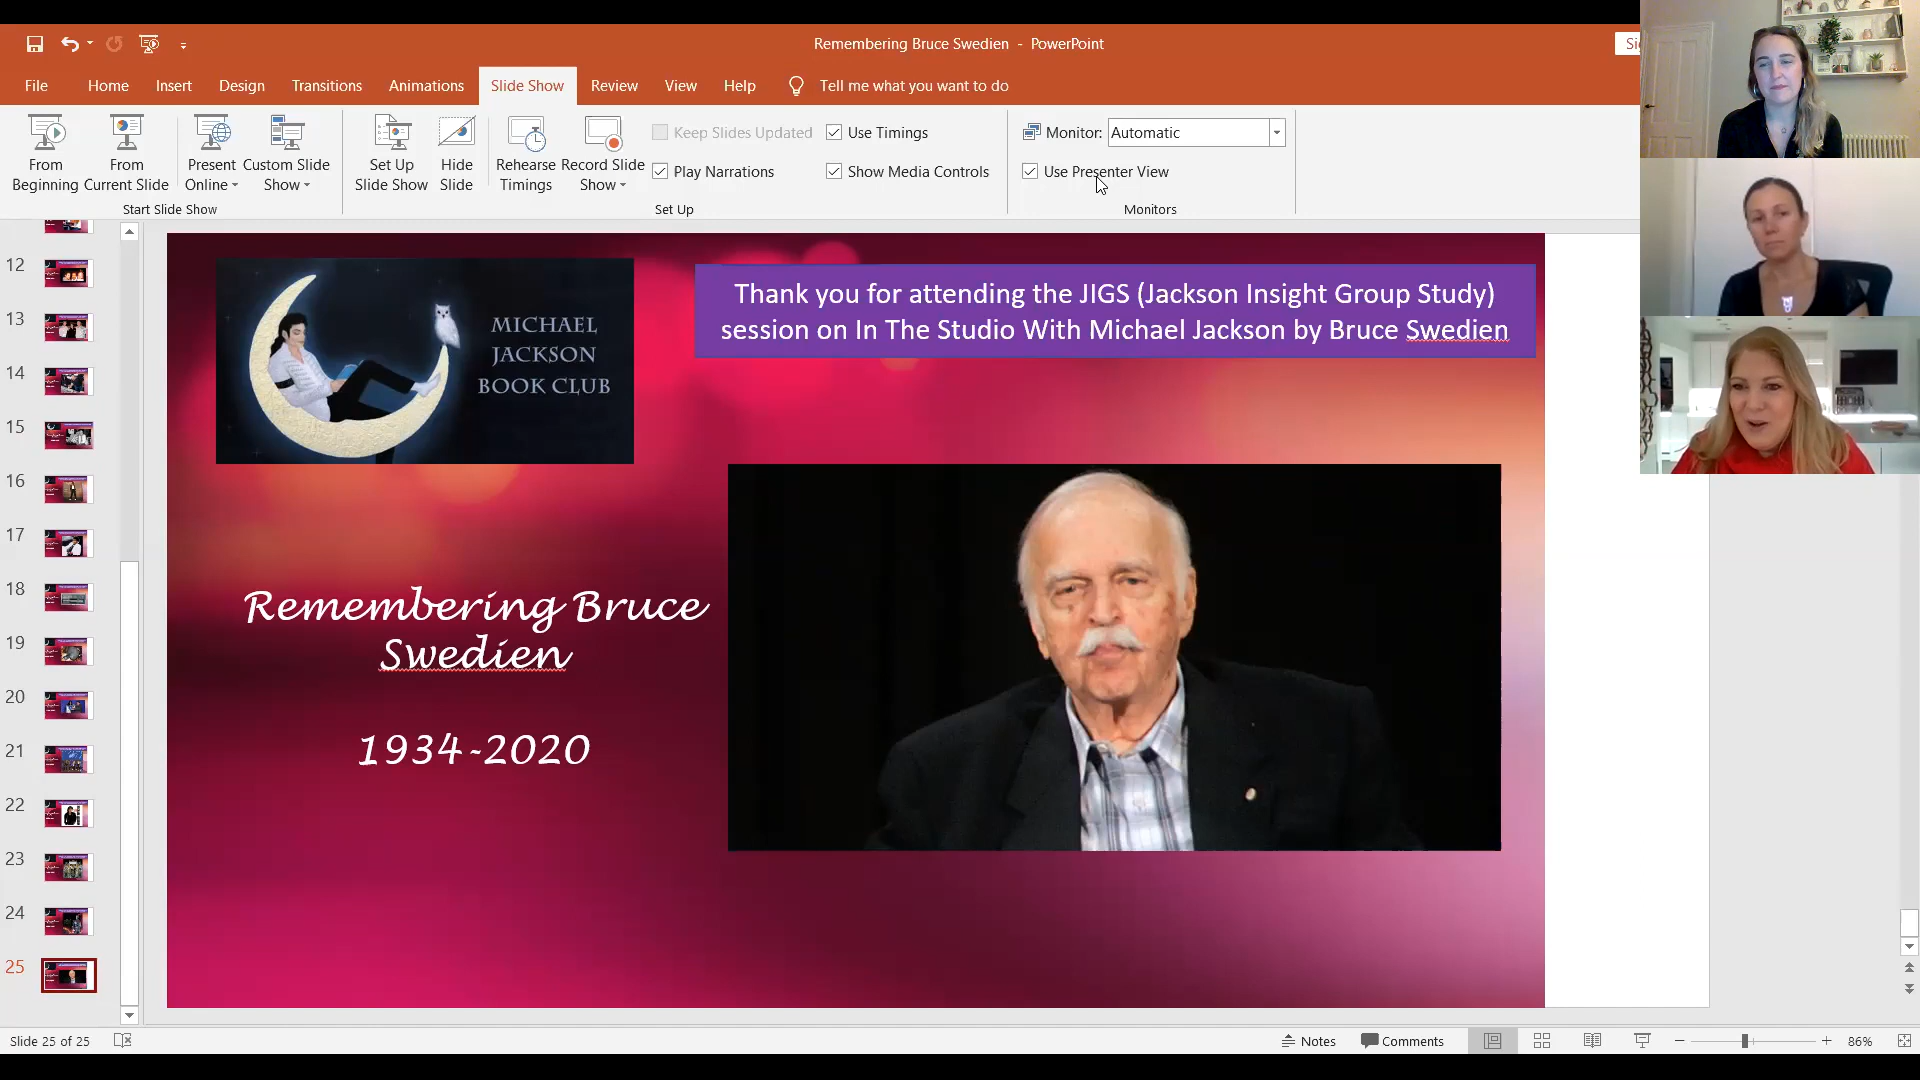 Remembering Bruce Swedien - PowerPoint
File Home Insert Design Transitions Animations Slide Show Review View Help Tell me what you want to do
From Beginning
From Current Slide
Present Online
Custom Slide Show
Start Slide Show
Set Up Slide Show
Hide Slide
Rehearse Timings
Record Slide Show
Keep Slides Updated
Play Narrations
Use Timings
Show Media Controls
Set Up
Monitor: Automatic
Use Presenter View
Monitors
12
13
14
15
16
17
18
19
20
21
22
23
24
25
MICHAEL
JACKSON
BOOK CLUB
Thank you for attending the JIGS (Jackson Insight Group Study)
session on In The Studio With Michael Jackson by Bruce Swedien
Remembering Bruce
Swedien
1934-2020
Slide 25 of 25
Notes
Comments
86%